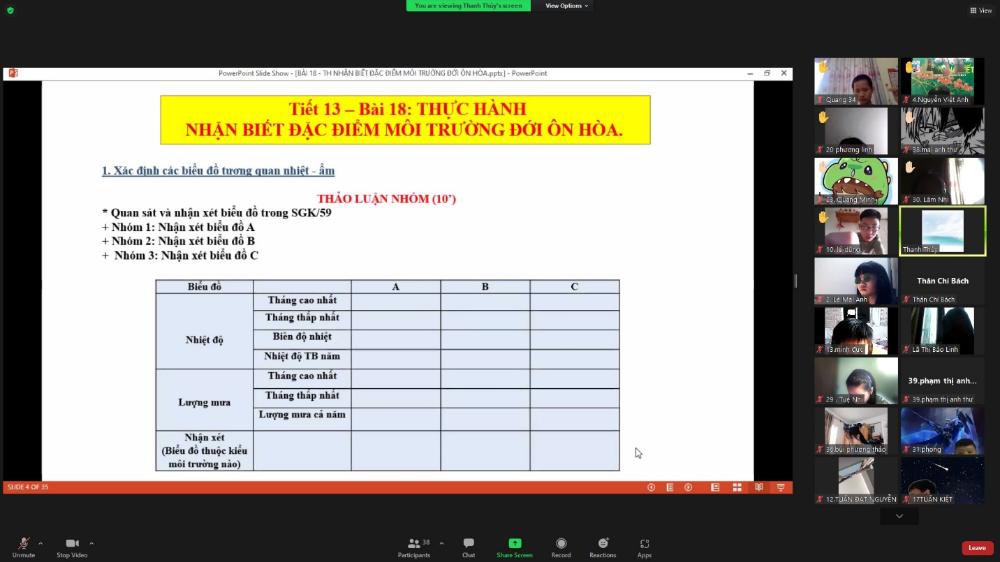 You are viewing Thanh Thủy's screen
View Options
View
PowerPoint Slide Show - [BÀI 18 - TH NHẬN BIẾT ĐẶC ĐIỂM MÔI TRƯỜNG ĐỚI ÔN HÒA.pptx] - PowerPoint
Tiết 13 – Bài 18: THỰC HÀNH
NHẬN BIẾT ĐẶC ĐIỂM MÔI TRƯỜNG ĐỚI ÔN HÒA.
1. Xác định các biểu đồ tương quan nhiệt - ẩm
THẢO LUẬN NHÓM (10’)
* Quan sát và nhận xét biểu đồ trong SGK/59
+ Nhóm 1: Nhận xét biểu đồ A
+ Nhóm 2: Nhận xét biểu đồ B
+ Nhóm 3: Nhận xét biểu đồ C
Biểu đồ A B C
Nhiệt độ
Tháng cao nhất
Tháng thấp nhất
Biên độ nhiệt
Nhiệt độ TB năm
Lượng mưa
Tháng cao nhất
Tháng thấp nhất
Lượng mưa cả năm
Nhận xét
(Biểu đồ thuộc kiểu
môi trường nào)
SLIDE 4 OF 35
Quang 34
4.Nguyễn Việt Anh
20 phương linh
38.mai anh thư
23. Quang Minh
30. Lâm Nhi
10. lê dũng
Thanh Thủy
2. Lê Mai Anh
Thân Chí Bách
Thân Chí Bách
13.minh đức
Lã Thị Bảo Linh
29 . Tuệ Nhi
39.phạm thị anh...
39.phạm thị anh thư
36.bùi phương thảo
31.phong
12.TUẤN ĐẠT NGUYỄN
17TUẤN KIỆT
Unmute
Stop Video
38
Participants
Chat
Share Screen
Record
Reactions
Apps
Leave